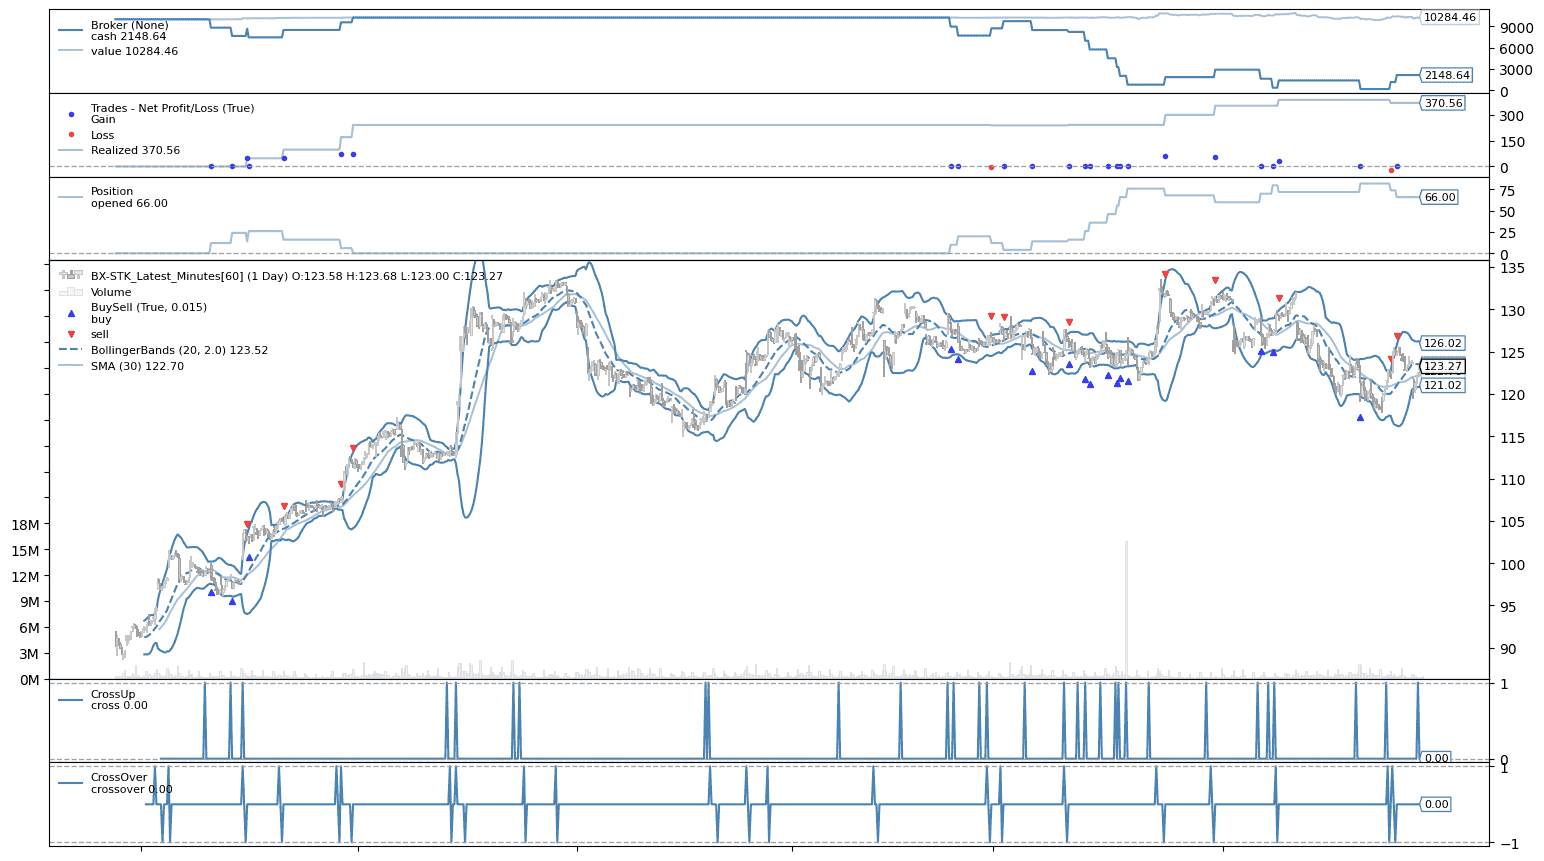 Broker (None)
cash 2148.64
value 10284.46
10284.46
9000
6000
3000
2148.64
0
Trades - Net Profit/Loss (True)
Gain
Loss
Realized 370.56
370.56
300
150
0
Position
opened 66.00
75
66.00
50
25
0
BX-STK_Latest_Minutes[60] (1 Day) O:123.58 H:123.68 L:123.00 C:123.27
Volume
BuySell (True, 0.015)
buy
sell
BollingerBands (20, 2.0) 123.52
SMA (30) 122.70
135
130
126.02
125
123.27
121.02
120
115
110
105
100
95
90
18M
15M
12M
9M
6M
3M
0M
CrossUp
cross 0.00
1
0.00
0
CrossOver
crossover 0.00
1
0.00
−1